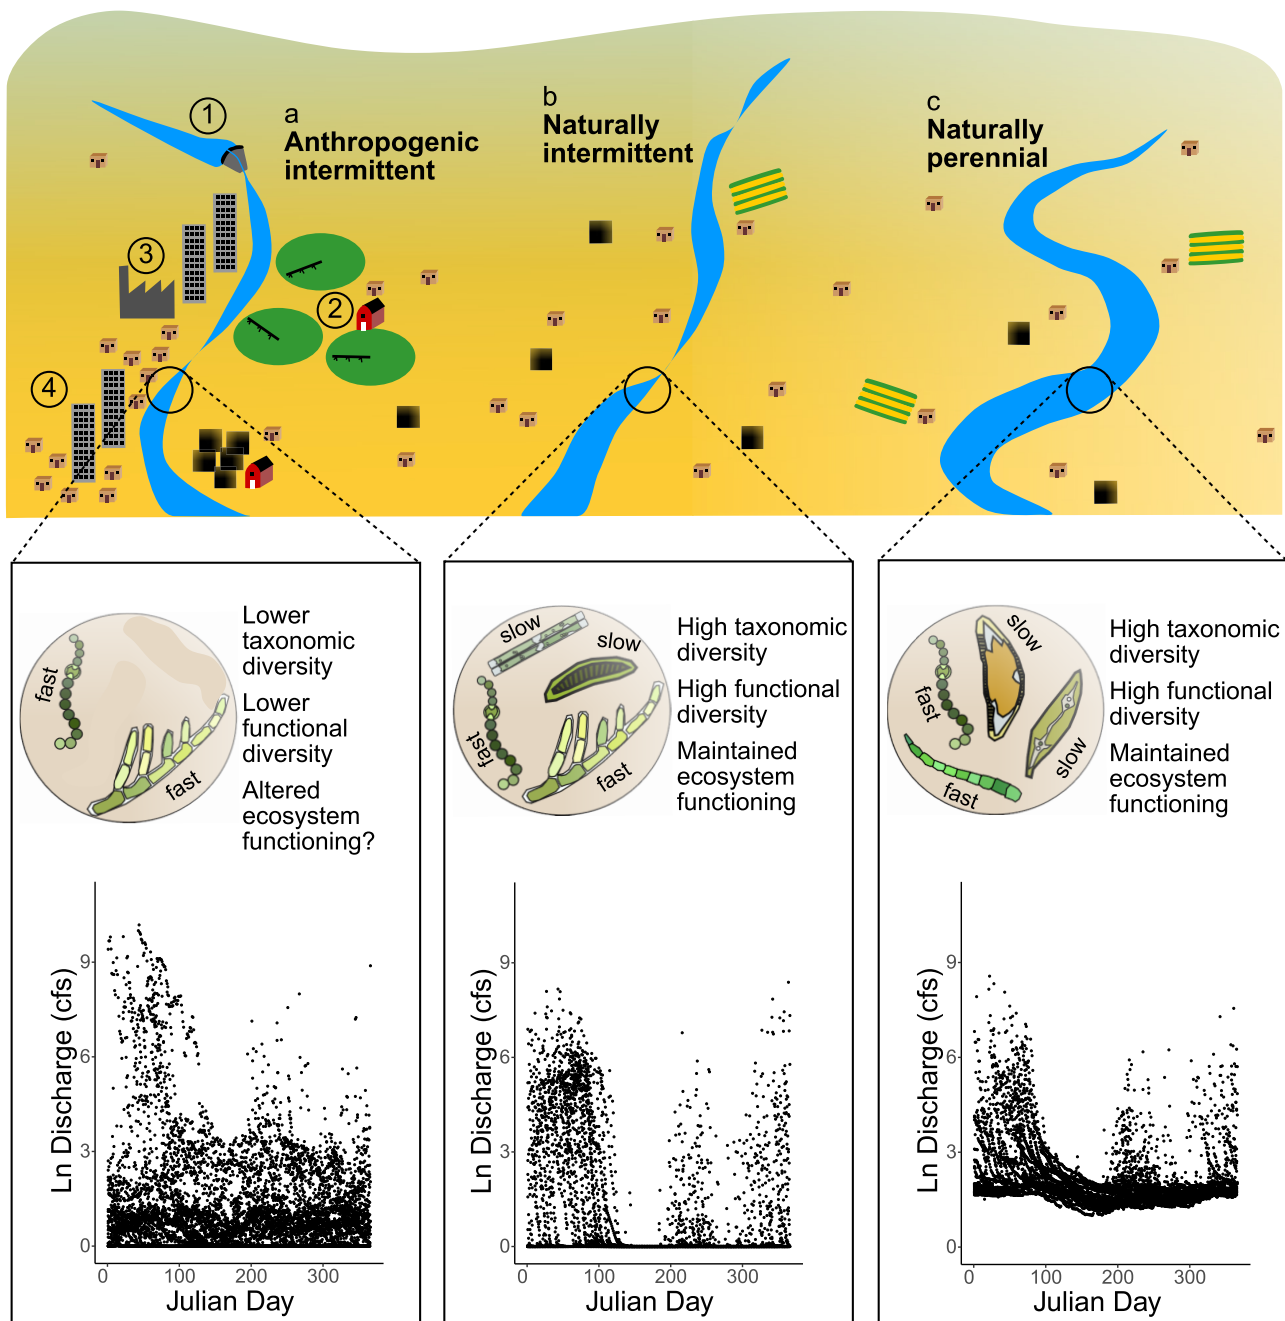 1
a
Anthropogenic
intermittent
b
Naturally
intermittent
c
Naturally
perennial
3
2
4
fast
fast
Lower
taxonomic
diversity
Lower
functional
diversity
Altered
ecosystem
functioning?
slow
slow
fast
fast
High taxonomic
diversity
High functional
diversity
Maintained
ecosystem
functioning
slow
fast
slow
fast
High taxonomic
diversity
High functional
diversity
Maintained
ecosystem
functioning
Ln Discharge (cfs)
9
6
3
0
0 100 200 300
Julian Day
Ln Discharge (cfs)
9
6
3
0
0 100 200 300
Julian Day
Ln Discharge (cfs)
9
6
3
0
0 100 200 300
Julian Day